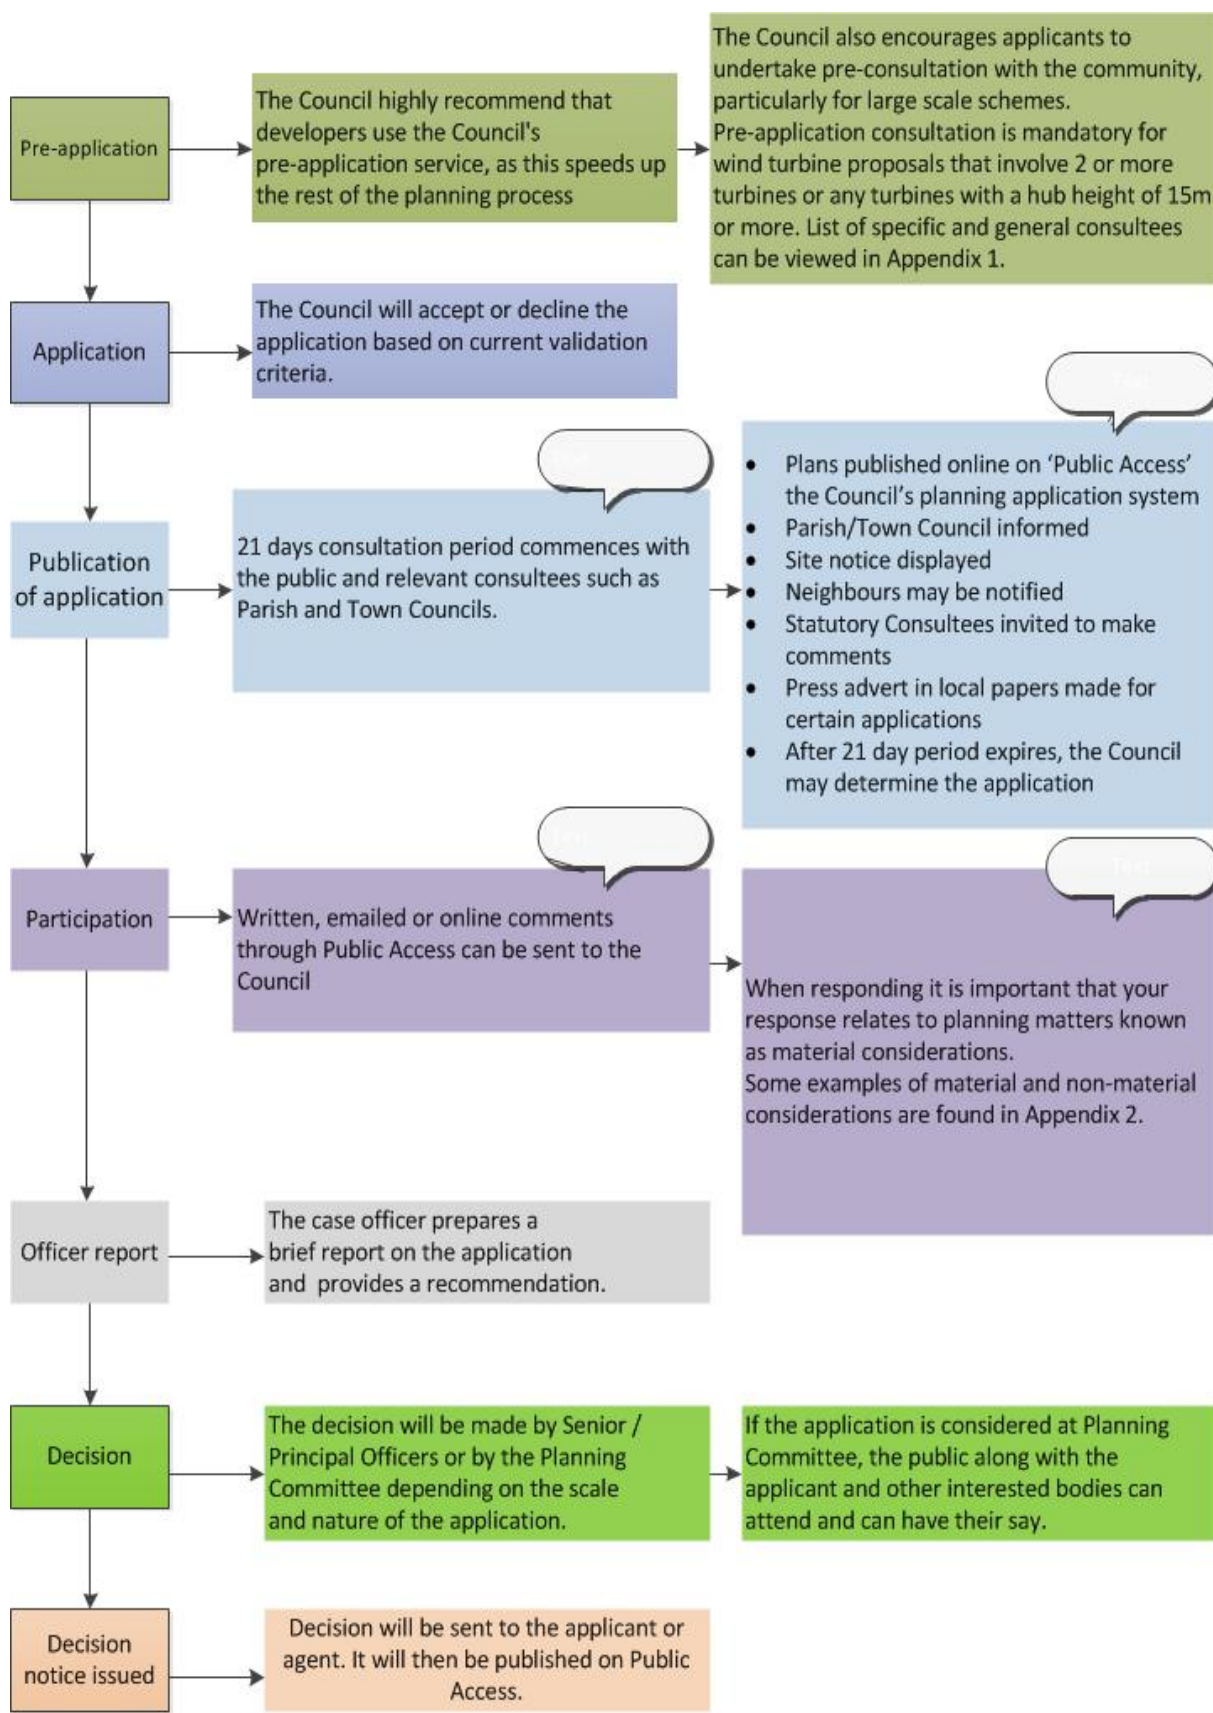 Pre-application
The Council highly recommend that
developers use the Council's
pre-application service, as this speeds up
the rest of the planning process
The Council also encourages applicants to
undertake pre-consultation with the community,
particularly for large scale schemes.
Pre-application consultation is mandatory for
wind turbine proposals that involve 2 or more
turbines or any turbines with a hub height of 15m
or more. List of specific and general consultees
can be viewed in Appendix 1.
Application
The Council will accept or decline the
application based on current validation
criteria.
Publication
of application
Text
21 days consultation period commences with
the public and relevant consultees such as
Parish and Town Councils.
Text
• Plans published online on ‘Public Access’
the Council’s planning application system
• Parish/Town Council informed
• Site notice displayed
• Neighbours may be notified
• Statutory Consultees invited to make
comments
• Press advert in local papers made for
certain applications
• After 21 day period expires, the Council
may determine the application
Participation
Text
Written, emailed or online comments
through Public Access can be sent to the
Council
Text
When responding it is important that your
response relates to planning matters known
as material considerations.
Some examples of material and non-material
considerations are found in Appendix 2.
Officer report
The case officer prepares a
brief report on the application
and provides a recommendation.
Decision
The decision will be made by Senior /
Principal Officers or by the Planning
Committee depending on the scale
and nature of the application.
If the application is considered at Planning
Committee, the public along with the
applicant and other interested bodies can
attend and can have their say.
Decision
notice issued
Decision will be sent to the applicant or
agent. It will then be published on Public
Access.